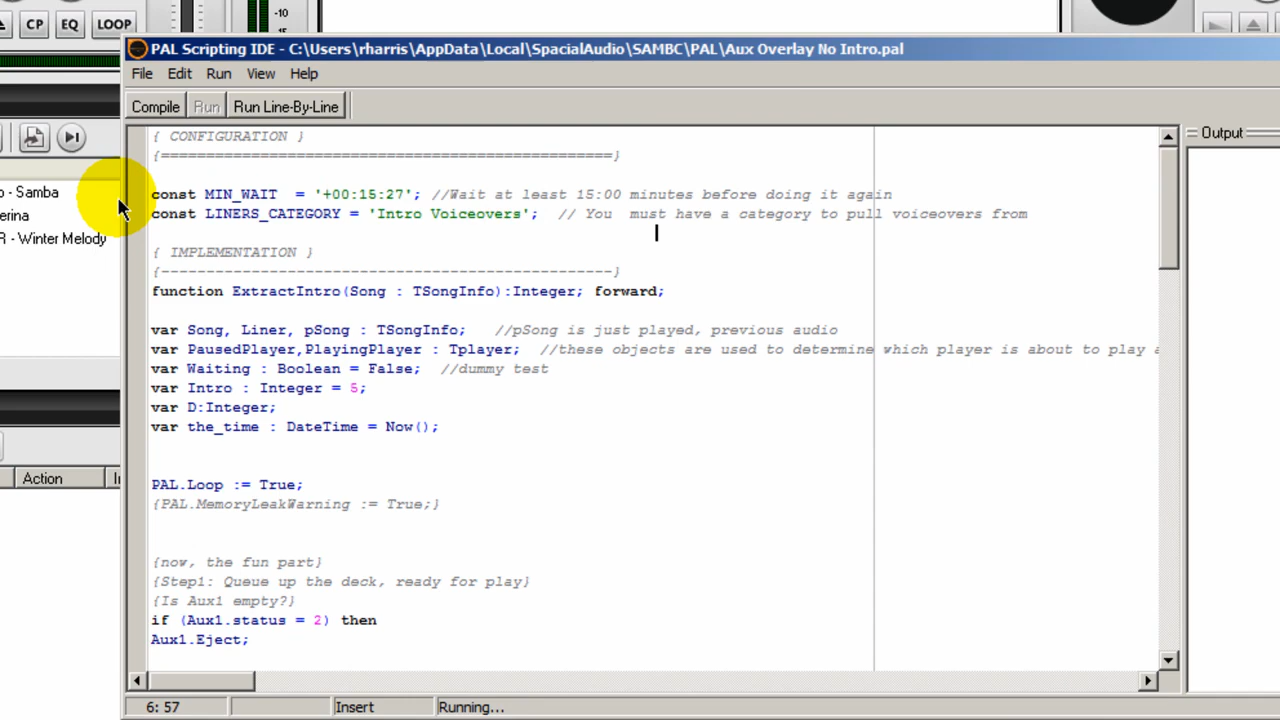 CP EQ LOOP
-10
PAL Scripting IDE - C:\Users\rharris\AppData\Local\SpacialAudio\SAMBC\PAL\Aux Overlay No Intro.pal
File Edit Run View Help
Compile Run Run Line-By-Line
{ CONFIGURATION }
{==================================================}
Output
- Samba
const MIN_WAIT  = '+00:15:27'; //Wait at least 15:00 minutes before doing it again
const LINERS_CATEGORY = 'Intro Voiceovers';  // You  must have a category to pull voiceovers from
- Winter Melody
{ IMPLEMENTATION }
{--------------------------------------------------}
function ExtractIntro(Song : TSongInfo):Integer; forward;
var Song, Liner, pSong : TSongInfo;   //pSong is just played, previous audio
var PausedPlayer,PlayingPlayer : Tplayer;  //these objects are used to determine which player is about to play
var Waiting : Boolean = False;  //dummy test
var Intro : Integer = 5;
var D:Integer;
var the_time : DateTime = Now();
Action
PAL.Loop := True;
{PAL.MemoryLeakWarning := True;}
{now, the fun part}
{Step1: Queue up the deck, ready for play}
{Is Aux1 empty?}
if (Aux1.status = 2) then
Aux1.Eject;
6: 57 Insert Running...